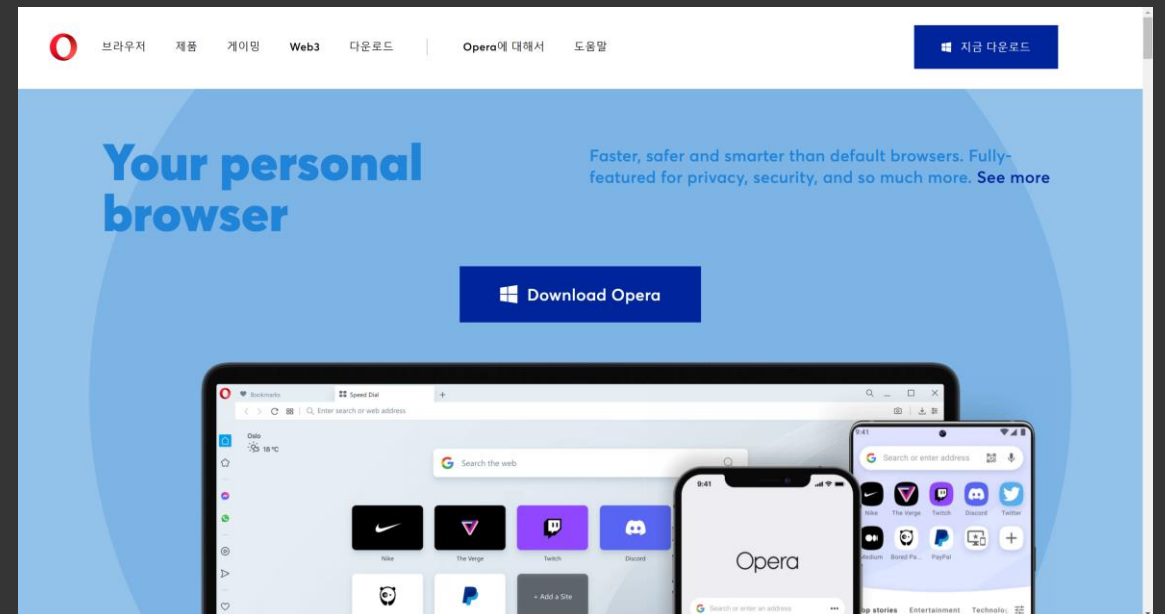 브라우저 제품 게이밍 Web3 다운로드 Opera에 대해서 도움말 지금 다운로드
Your personal
browser
Faster, safer and smarter than default browsers. Fully-
featured for privacy, security, and so much more. See more
Download Opera
Bookmarks Speed Dial
Enter search or web address
Oslo
18 °C
Search the web
Nike The Verge Twitch Discord
+ Add a Site
9:41
Opera
Search or enter an address
9:41
Search or enter address
Nike The Verge Twitch Discord Twitter
Medium Bored Pa... PayPal
top stories Entertainment